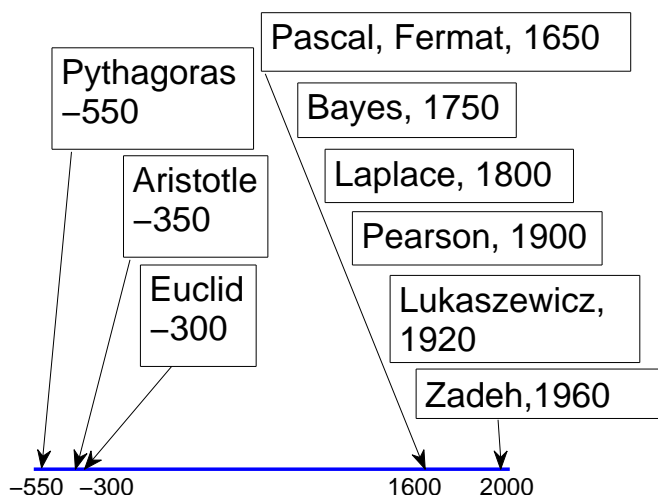 Pascal, Fermat, 1650
Pythagoras
−550
Bayes, 1750
Aristotle
−350
Laplace, 1800
Pearson, 1900
Euclid
−300
Lukaszewicz,
1920
Zadeh,1960
−550
−300
1600
2000